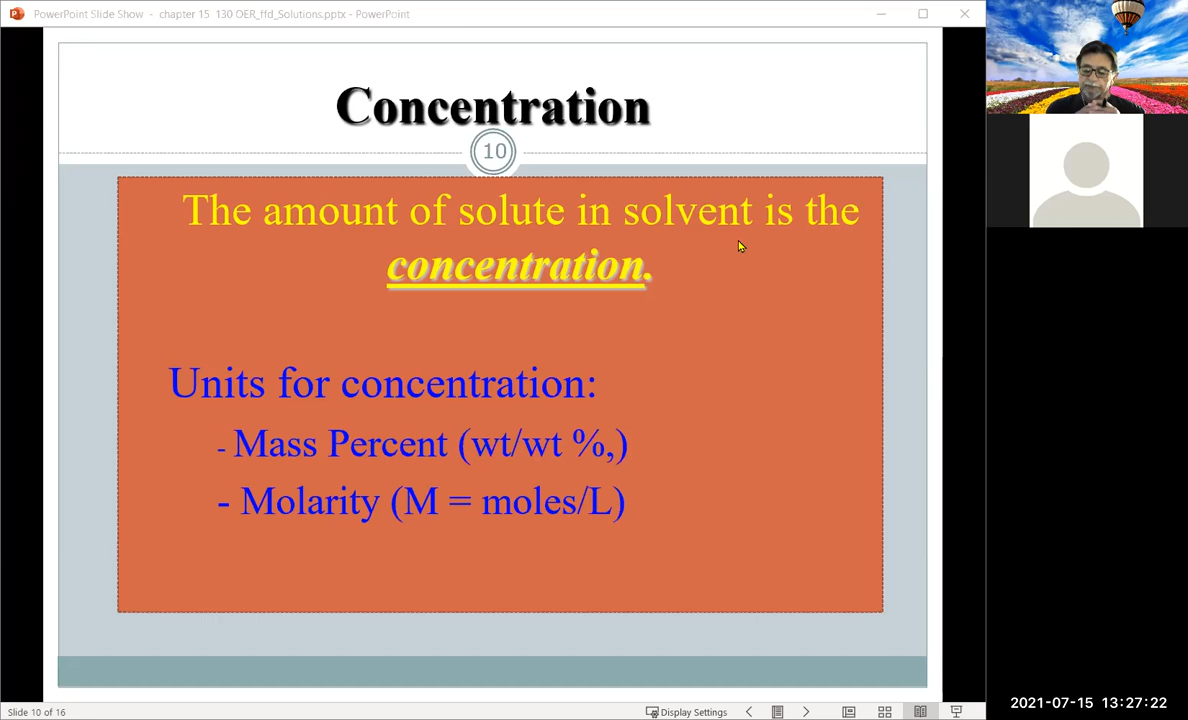 PowerPoint Slide Show - chapter 15 130 OER_ffd_Solutions.pptx - PowerPoint
Concentration
10
The amount of solute in solvent is the
concentration.
Units for concentration:
- Mass Percent (wt/wt %,)
- Molarity (M = moles/L)
Slide 10 of 16
Display Settings
2021-07-15 13:27:22